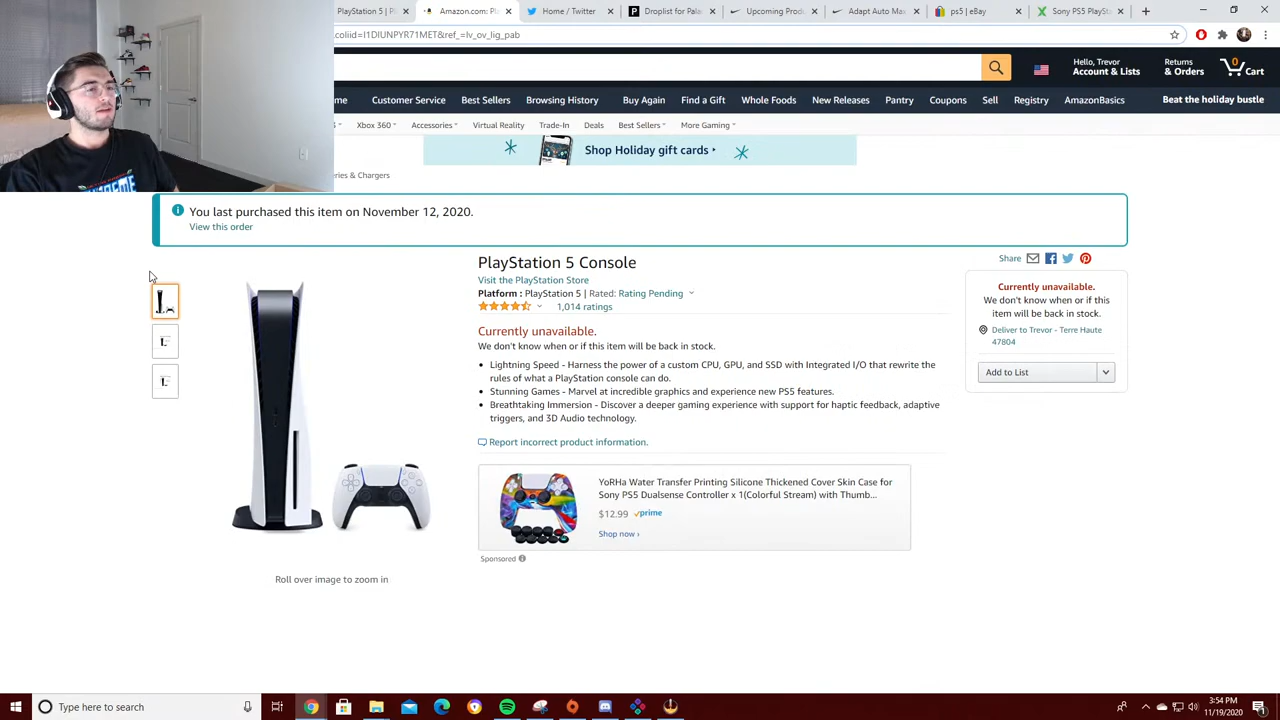 PlayStation 5 (
Amazon.com: P
Droplist for Pala
Upcoming Produ
Adapt Auto - Adа
ps5 | eBay
Sony PS5 PlaySta
coliid=I1DIUNPYR71MET&ref_=lv_ov_lig_pab
Hello, Trevor
Account & Lists
Returns
& Orders
0
Cart
me
Customer Service
Best Sellers
Browsing History
Buy Again
Find a Gift
Whole Foods
New Releases
Pantry
Coupons
Sell
Registry
AmazonBasics
Beat the holiday bustle
Xbox 360
Accessories
Virtual Reality
Trade-In
Deals
Best Sellers
More Gaming
Shop Holiday gift cards
ries & Chargers
You last purchased this item on November 12, 2020.
View this order
PlayStation 5 Console
Share
Visit the PlayStation Store
Platform : PlayStation 5 | Rated: Rating Pending
1,014 ratings
Currently unavailable.
We don't know when or if this item will be back in stock.
• Lightning Speed - Harness the power of a custom CPU, GPU, and SSD with Integrated I/O that rewrite the
rules of what a PlayStation console can do.
• Stunning Games - Marvel at incredible graphics and experience new PS5 features.
• Breathtaking Immersion - Discover a deeper gaming experience with support for haptic feedback, adaptive
triggers, and 3D Audio technology.
Report incorrect product information.
Currently unavailable.
We don't know when or if this
item will be back in stock.
Deliver to Trevor - Terre Haute
47804
Add to List
YoRHa Water Transfer Printing Silicone Thickened Cover Skin Case for
Sony PS5 Dualsense Controller x 1(Colorful Stream) with Thumb...
$12.99 prime
Shop now ›
Sponsored
Roll over image to zoom in
Type here to search
3:54 PM
11/19/2020